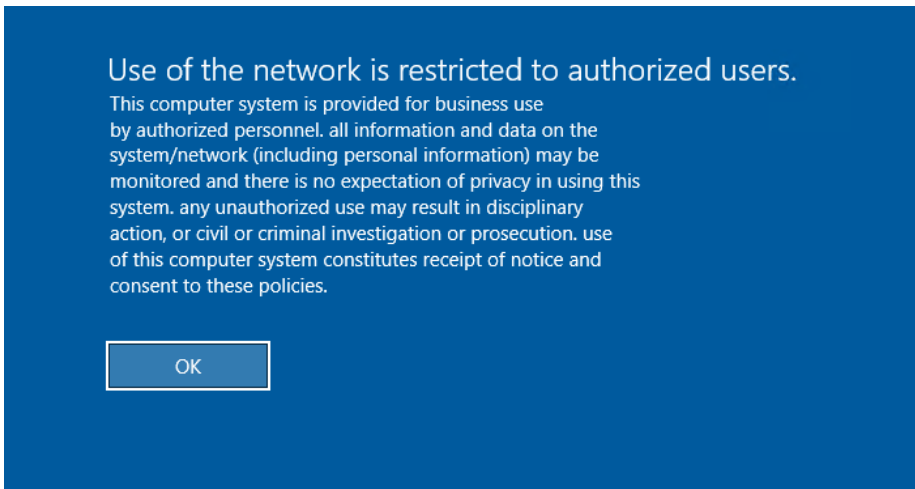 Use of the network is restricted to authorized users.
This computer system is provided for business use
by authorized personnel. all information and data on the
system/network (including personal information) may be
monitored and there is no expectation of privacy in using this
system. any unauthorized use may result in disciplinary
action, or civil or criminal investigation or prosecution. use
of this computer system constitutes receipt of notice and
consent to these policies.
OK